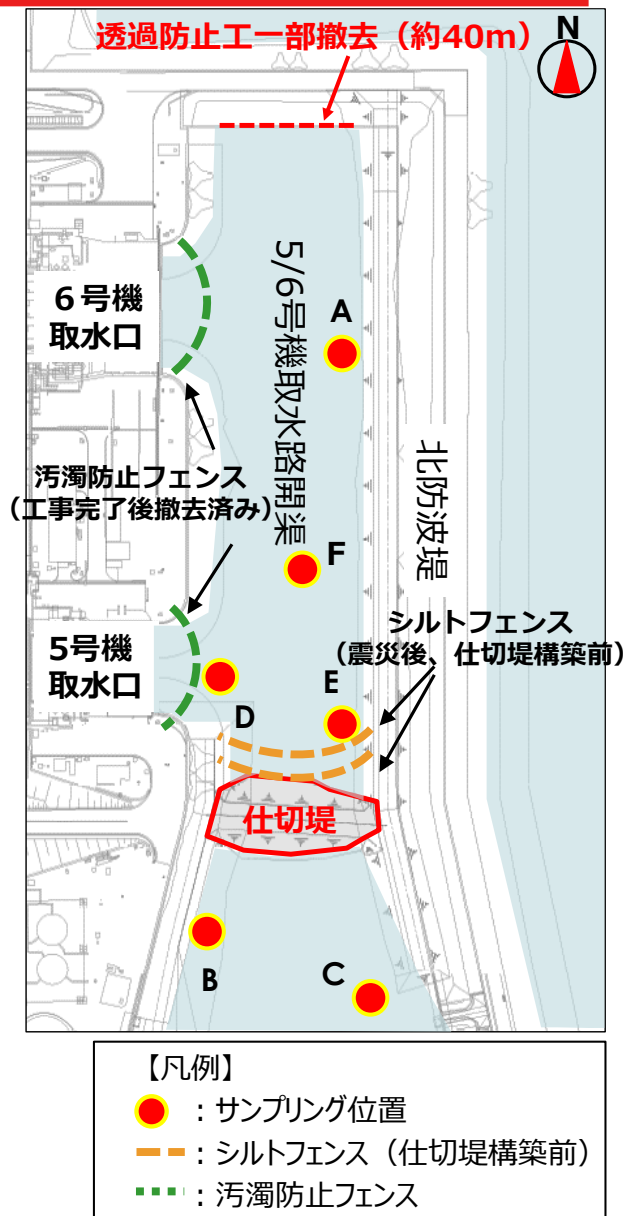 透過防止工一部撤去（約40m）
N
6号機
取水口
A
5/6号機取水路開渠
北防波堤
汚濁防止フェンス
（工事完了後撤去済み）
F
シルトフェンス
（震災後、仕切堤構築前）
5号機
取水口
E
D
仕切堤
B
C
【凡例】
：サンプリング位置
：シルトフェンス（仕切堤構築前）
：汚濁防止フェンス